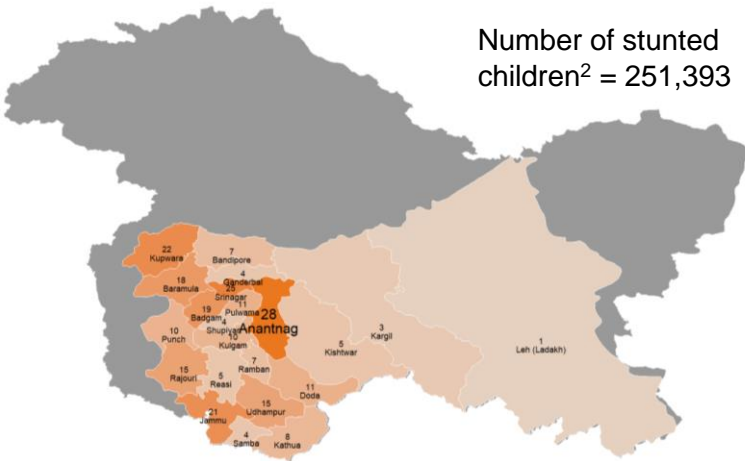 Number of stunted
children² = 251,393
22
Kupwara
7
Bandipore
4
Ganderbal
18
Baramula
25
Srinagar
19
Badgam
11
Pulwama
28
Anantnag
4
Shupiyan
10
Punch
10
Kulgam
5
Kishtwar
3
Kargil
1
Leh (Ladakh)
15
Rajouri
5
Reasi
7
Ramban
11
Doda
21
Jammu
15
Udhampur
4
Samba
8
Kathua